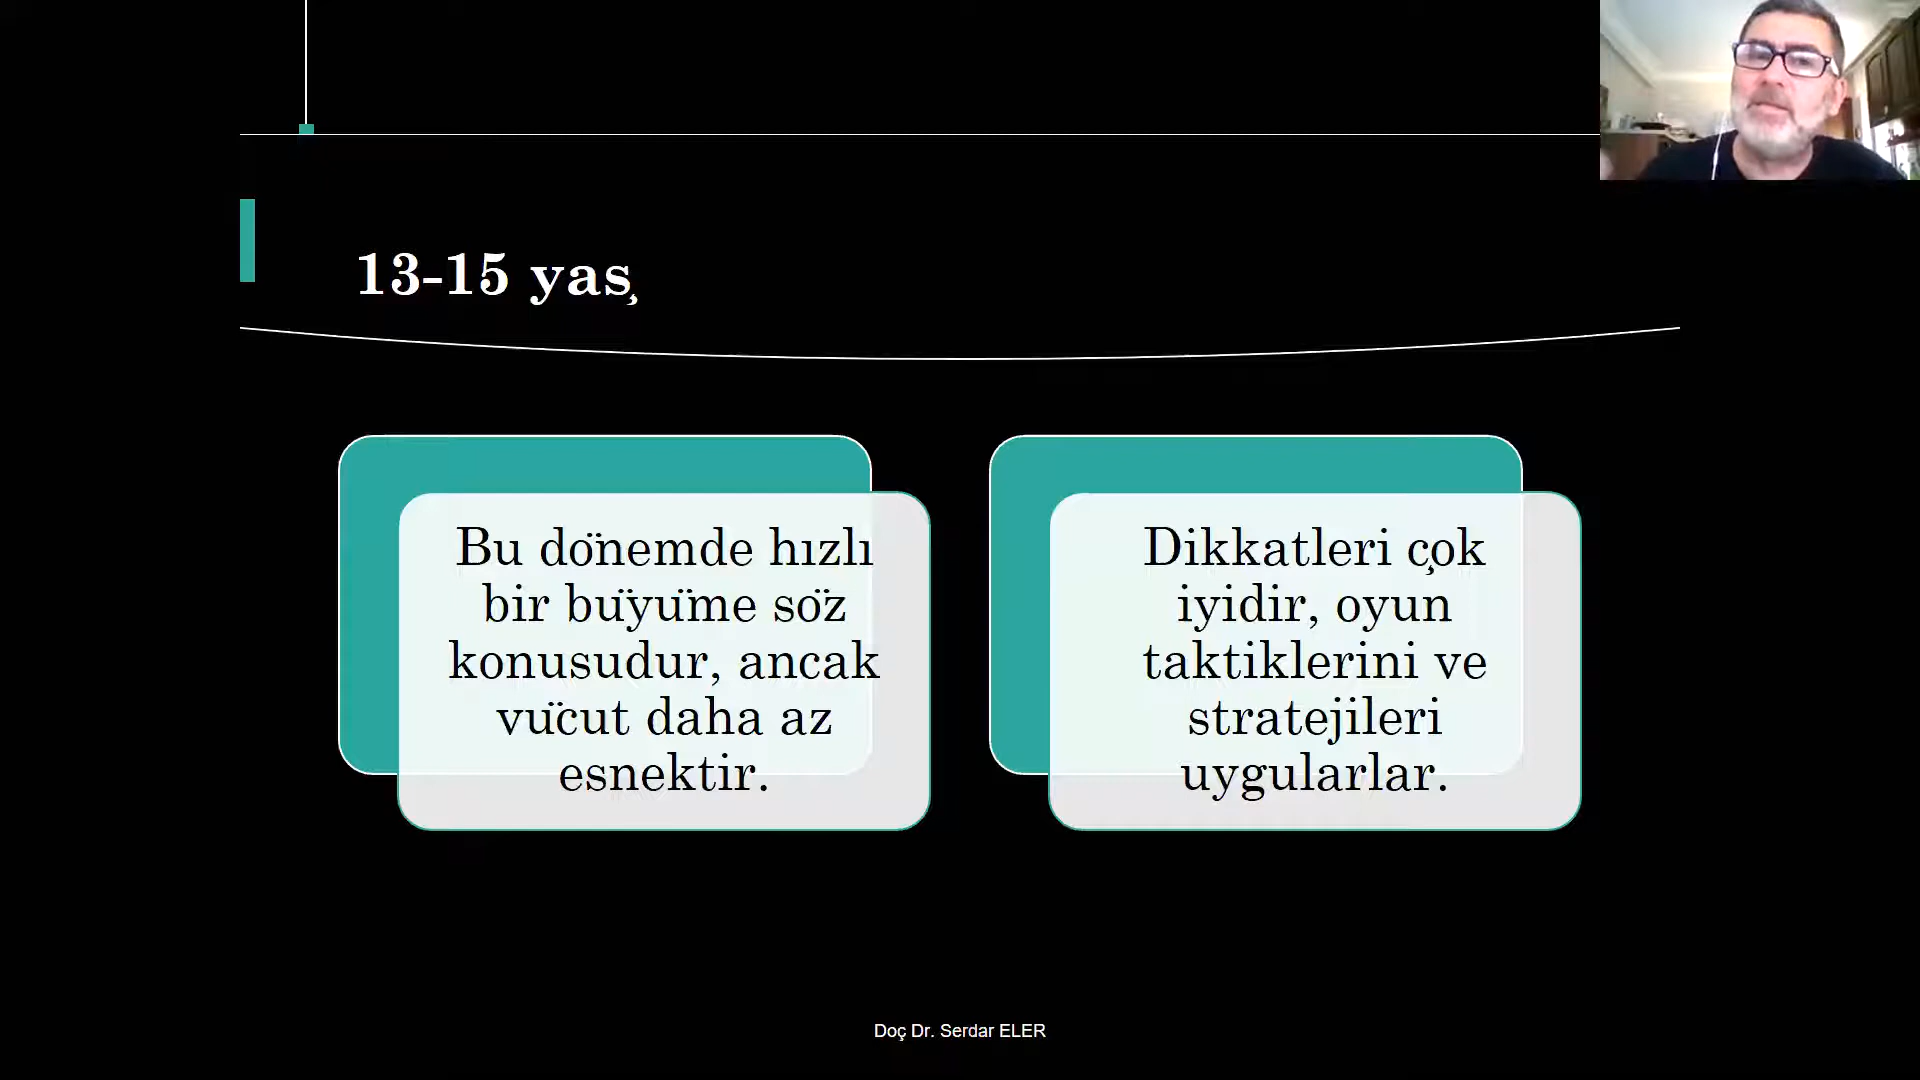 13-15 yaş
Bu dönemde hızlı
bir büyüme söz
konusudur, ancak
vücut daha az
esnektir.
Dikkatleri çok
iyidir, oyun
taktiklerini ve
stratejileri
uygularlar.
Doç Dr. Serdar ELER